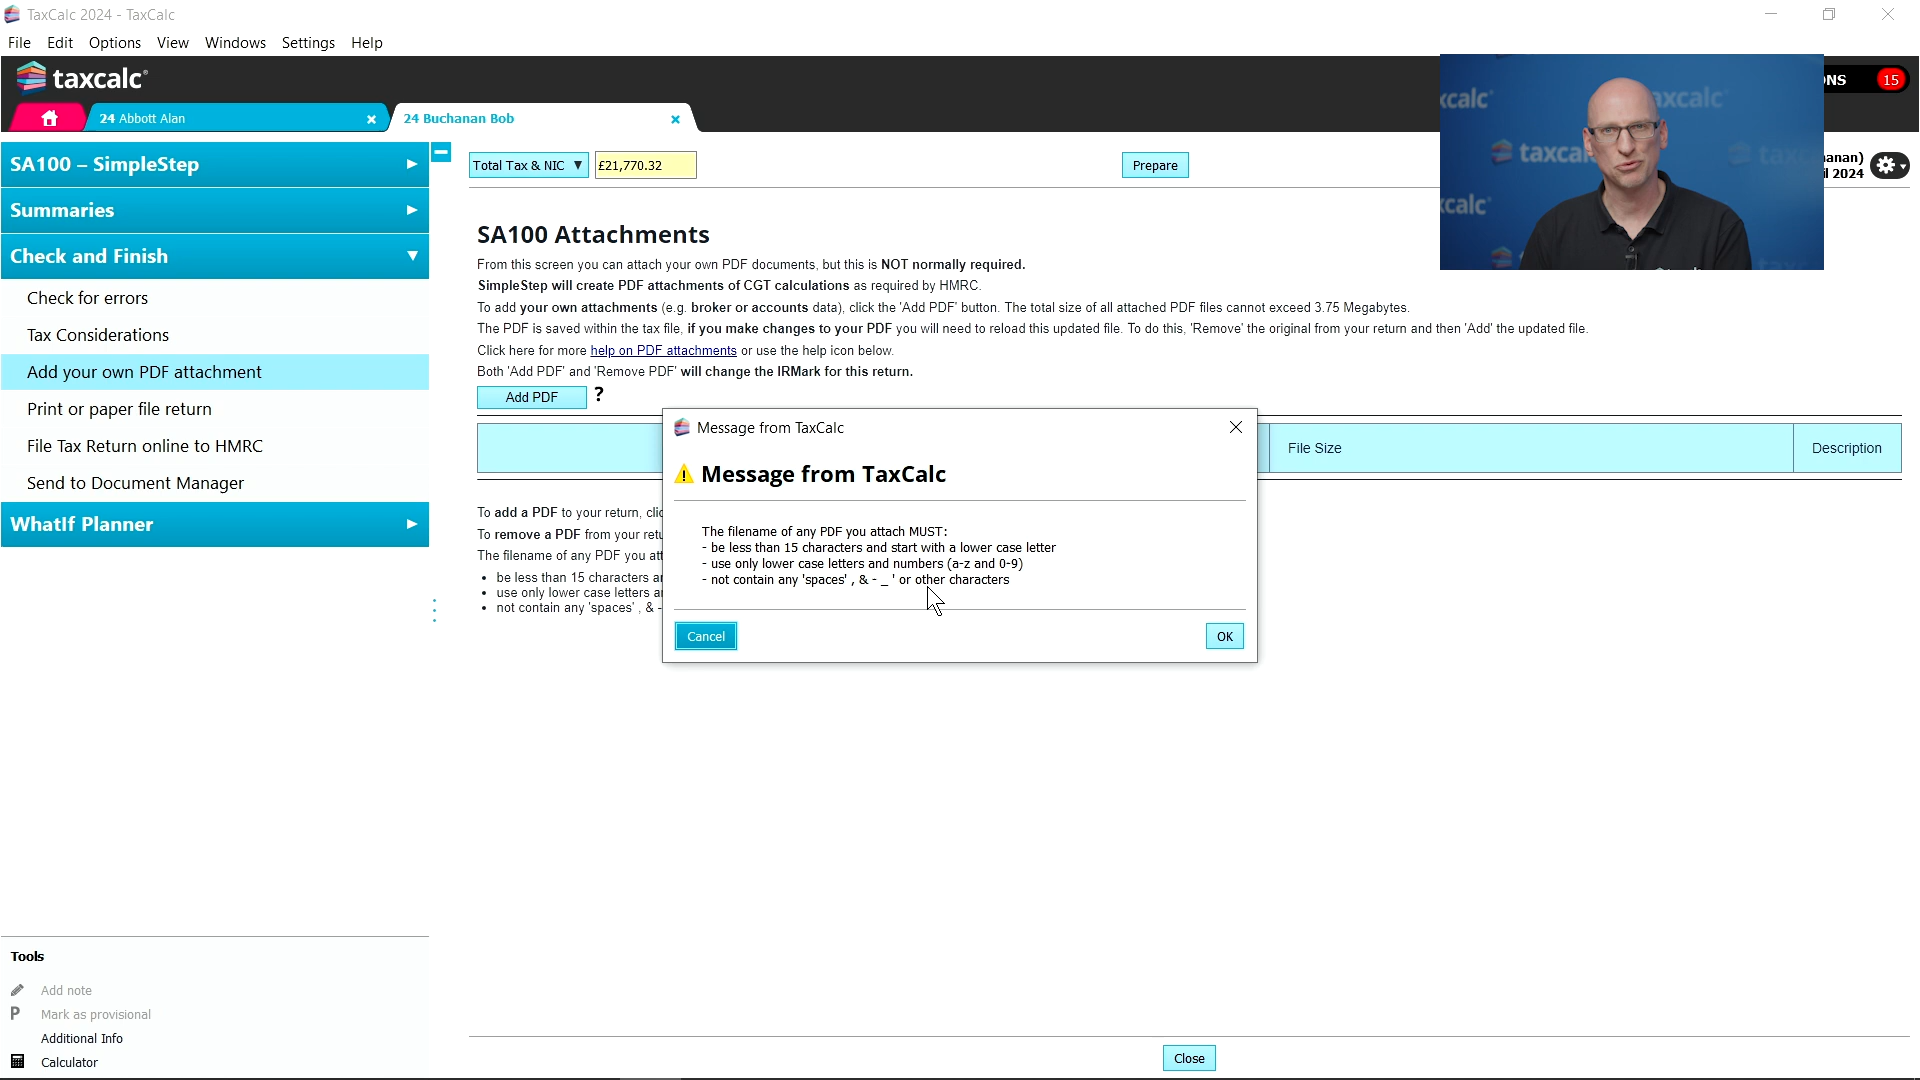 TaxCalc 2024 - TaxCalc
File Edit Options View Windows Settings Help
taxcalc
NS 15
24 Abbott Alan
24 Buchanan Bob
SA100 – SimpleStep
Summaries
Check and Finish
Check for errors
Tax Considerations
Add your own PDF attachment
Print or paper file return
File Tax Return online to HMRC
Send to Document Manager
WhatIf Planner
Tools
Add note
P Mark as provisional
Additional Info
Calculator
Total Tax & NIC £21,770.32
Prepare
anan)
2024
SA100 Attachments
From this screen you can attach your own PDF documents, but this is NOT normally required.
SimpleStep will create PDF attachments of CGT calculations as required by HMRC.
To add your own attachments (e.g. broker or accounts data), click the 'Add PDF' button. The total size of all attached PDF files cannot exceed 3.75 Megabytes.
The PDF is saved within the tax file, if you make changes to your PDF you will need to reload this updated file. To do this, 'Remove' the original from your return and then 'Add' the updated file.
Click here for more help on PDF attachments or use the help icon below.
Both 'Add PDF' and 'Remove PDF' will change the IRMark for this return.
Add PDF ?
File Size Description
To add a PDF to your return, clic
To remove a PDF from your retu
The filename of any PDF you att
• be less than 15 characters a
• use only lower case letters a
• not contain any 'spaces' , & -
Message from TaxCalc
Message from TaxCalc
The filename of any PDF you attach MUST:
- be less than 15 characters and start with a lower case letter
- use only lower case letters and numbers (a-z and 0-9)
- not contain any 'spaces' , & - _ ' or other characters
Cancel
OK
Close